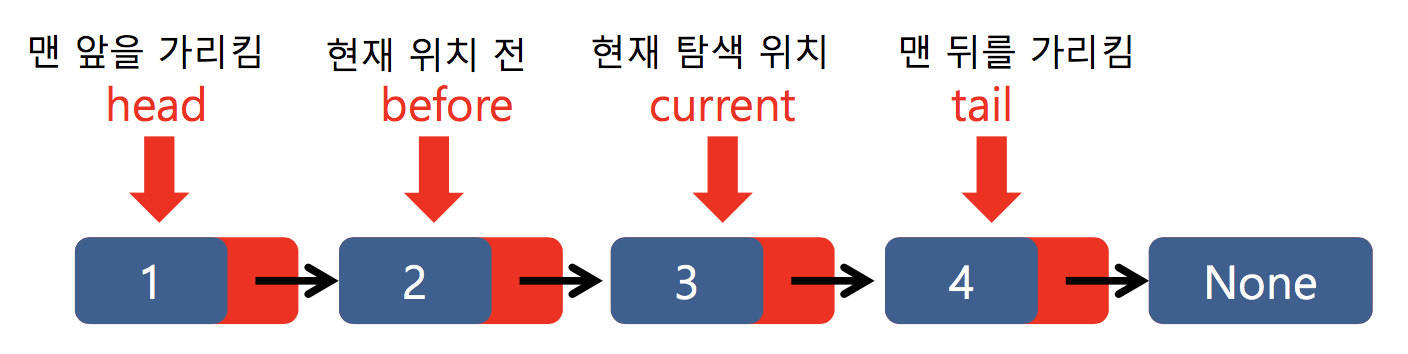 맨 앞을 가리킴
head
현재 위치 전
before
현재 탐색 위치
current
맨 뒤를 가리킴
tail
1
2
3
4
None